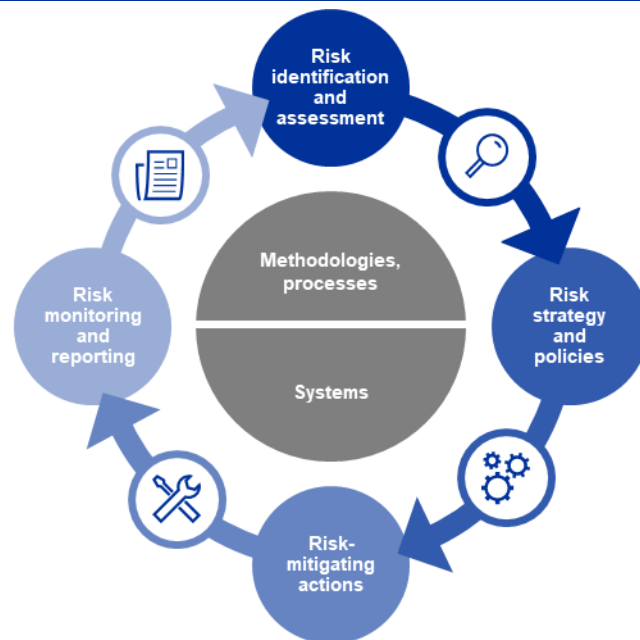 Risk
identification
and
assessment
Methodologies,
processes
Risk
monitoring
and
reporting
Risk
strategy
and
policies
Systems
Risk-
mitigating
actions